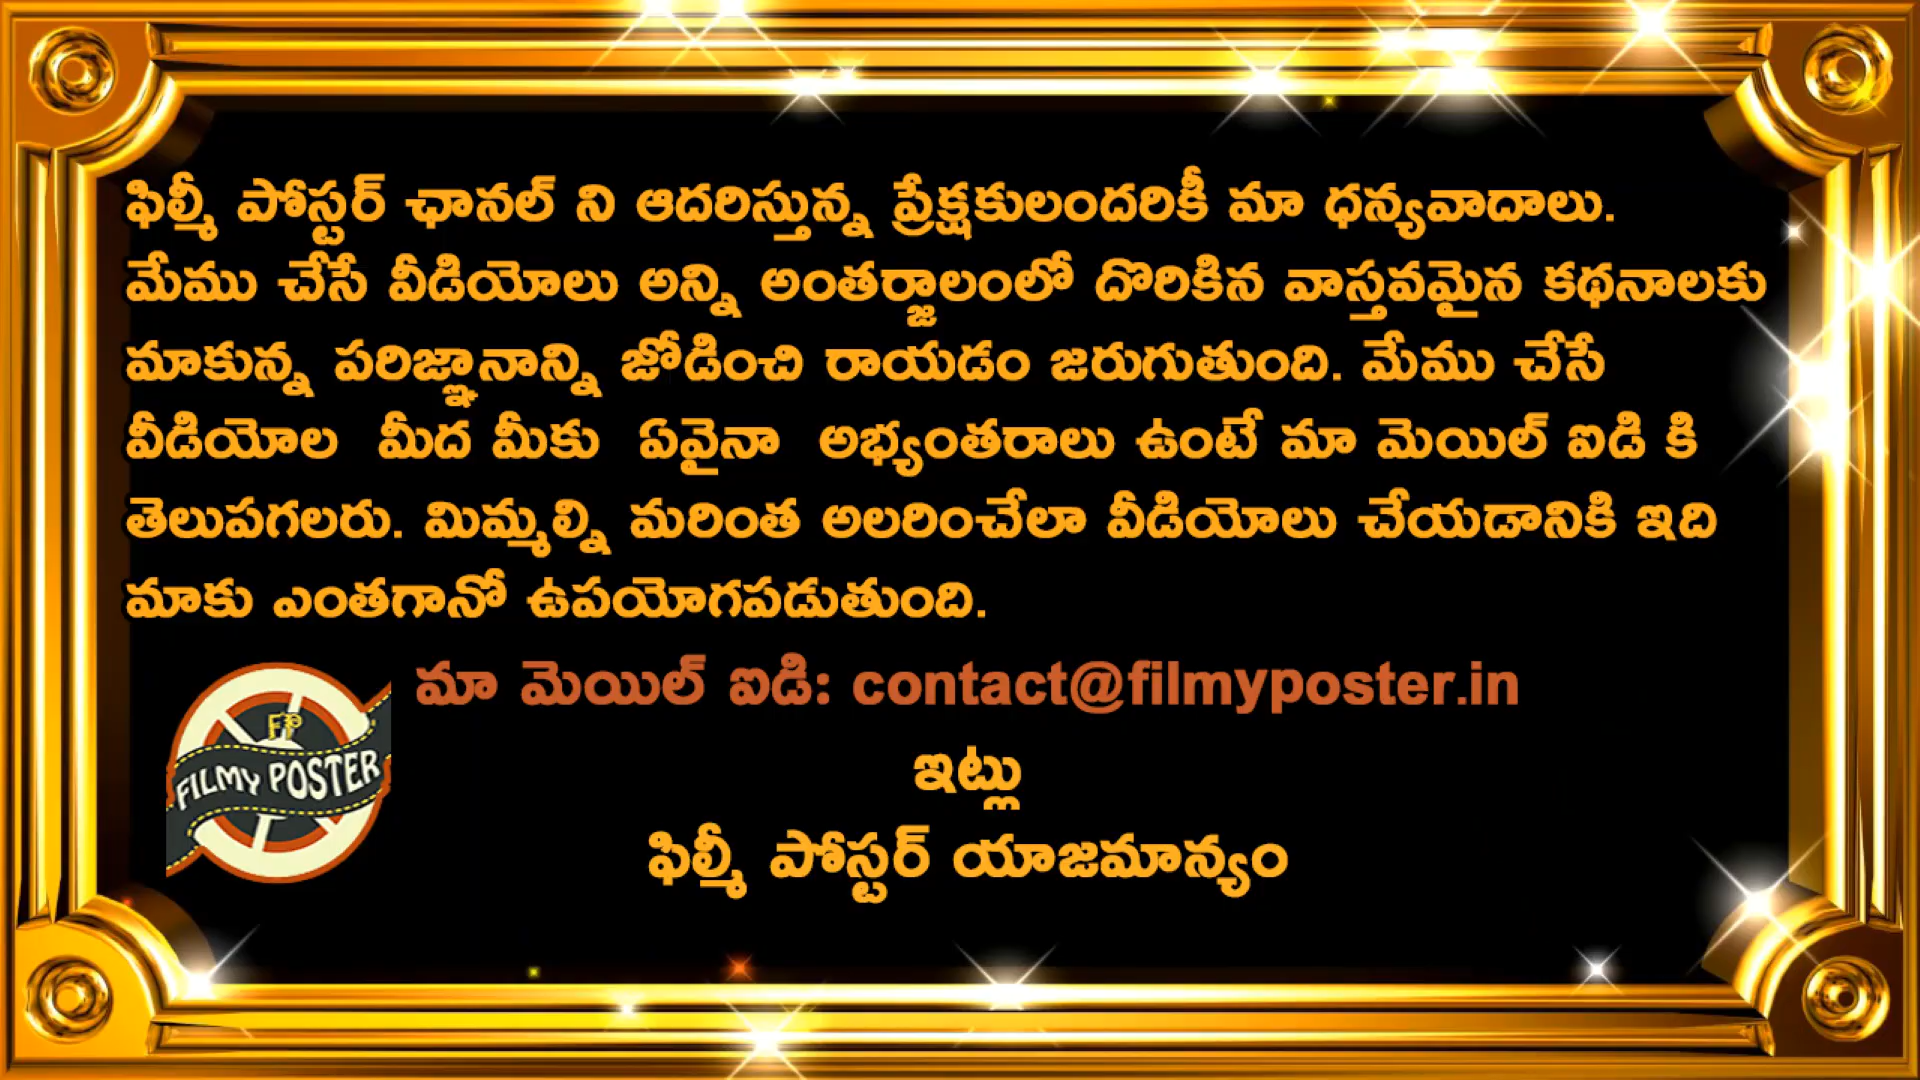 ఫిల్మీ పోస్టర్ ఛానల్ ని ఆదరిస్తున్న ప్రేక్షకులందరికీ మా ధన్యవాదాలు.
మేము చేసే వీడియోలు అన్ని అంతర్జాలంలో దొరికిన వాస్తవమైన కథనాలకు
మాకున్న పరిజ్ఞానాన్ని జోడించి రాయడం జరుగుతుంది. మేము చేసే
వీడియోల మీద మీకు ఏవైనా అభ్యంతరాలు ఉంటే మా మెయిల్ ఐడి కి
తెలుపగలరు. మిమ్మల్ని మరింత అలరించేలా వీడియోలు చేయడానికి ఇది
మాకు ఎంతగానో ఉపయోగపడుతుంది.
మా మెయిల్ ఐడి: contact@filmyposter.in
FP
FILMY POSTER
ఇట్లు
ఫిల్మీ పోస్టర్ యాజమాన్యం